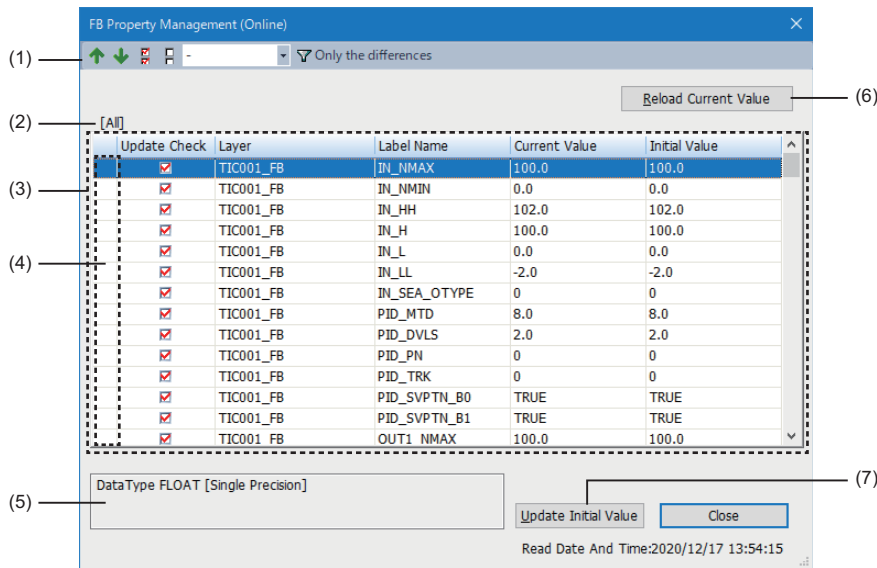 FB Property Management (Online)
(1) - Only the differences
Reload Current Value (6)
(2) [All]
Update Check Layer Label Name Current Value Initial Value
TIC001_FB IN_NMAX 100.0 100.0
(3) TIC001_FB IN_NMIN 0.0 0.0
TIC001_FB IN_HH 102.0 102.0
TIC001_FB IN_H 100.0 100.0
TIC001_FB IN_L 0.0 0.0
(4) TIC001_FB IN_LL -2.0 -2.0
TIC001_FB IN_SEA_OTYPE 0 0
TIC001_FB PID_MTD 8.0 8.0
TIC001_FB PID_DVLS 2.0 2.0
TIC001_FB PID_PN 0 0
TIC001_FB PID_TRK 0 0
TIC001_FB PID_SVPTN_B0 TRUE TRUE
TIC001_FB PID_SVPTN_B1 TRUE TRUE
TIC001_FB OUT1_NMAX 100.0 100.0
(7)
DataType FLOAT [Single Precision]
(5) Update Initial Value Close
Read Date And Time:2020/12/17 13:54:15